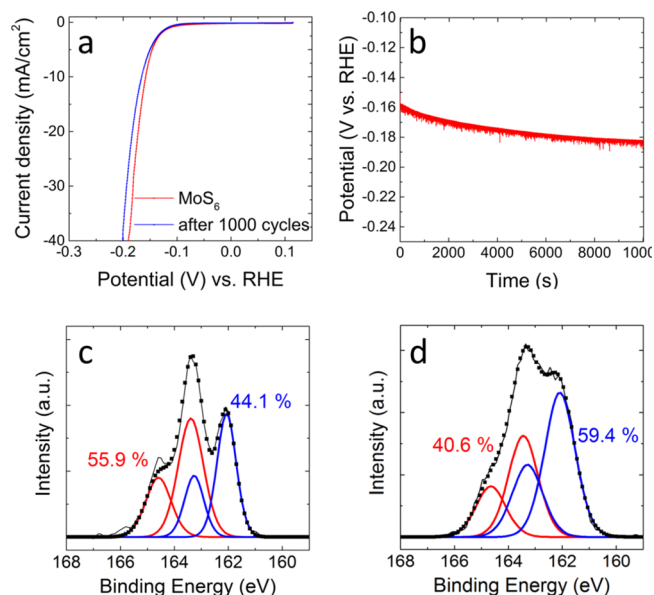 a
0
-10
-20
-30
-40
Current density (mA/cm²)
MoS₆
after 1000 cycles
-0.3 -0.2 -0.1 0.0 0.1
Potential (V) vs. RHE
b
-0.10
-0.12
-0.14
-0.16
-0.18
-0.20
-0.22
-0.24
Potential (V vs. RHE)
0 2000 4000 6000 8000 1000
Time (s)
c
44.1 %
55.9 %
Intensity (a.u.)
168 166 164 162 160
Binding Energy (eV)
d
40.6 %
59.4 %
Intensity (a.u.)
168 166 164 162 160
Binding Energy (eV)